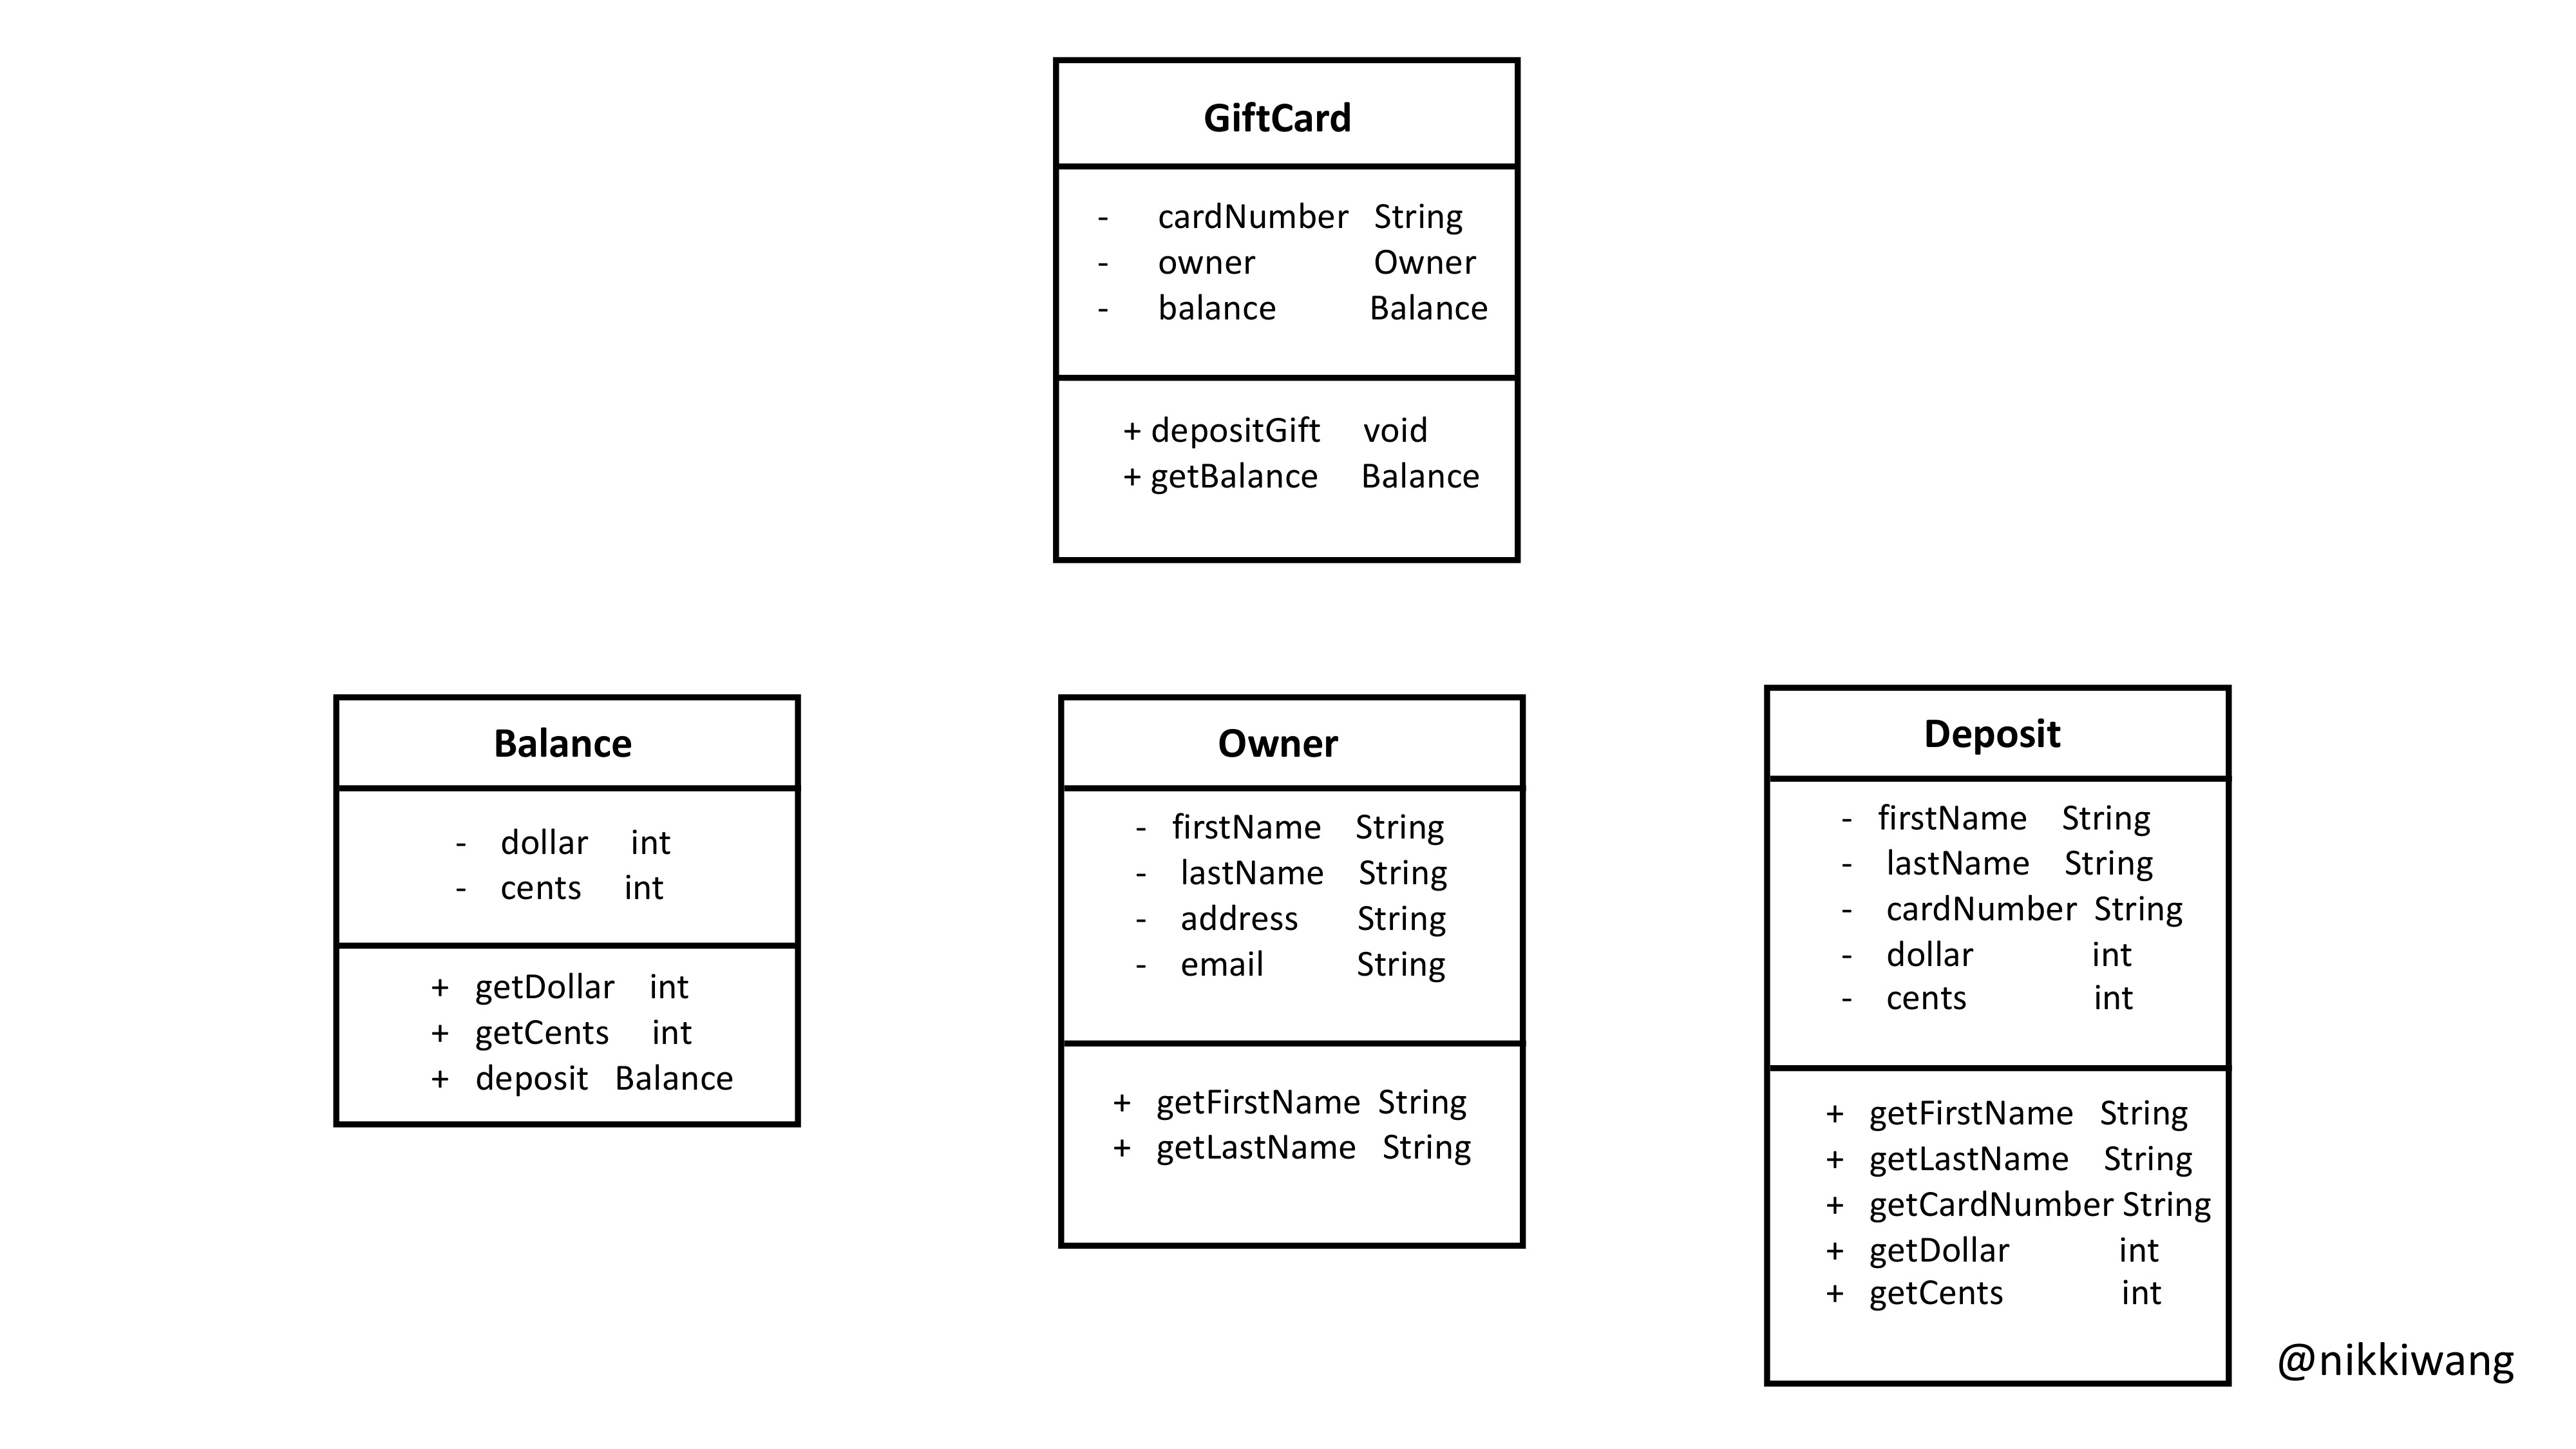 GiftCard
- cardNumber String
- owner Owner
- balance Balance
+ depositGift void
+ getBalance Balance
Balance
- dollar int
- cents int
+ getDollar int
+ getCents int
+ deposit Balance
Owner
- firstName String
- lastName String
- address String
- email String
+ getFirstName String
+ getLastName String
Deposit
- firstName String
- lastName String
- cardNumber String
- dollar int
- cents int
+ getFirstName String
+ getLastName String
+ getCardNumber String
+ getDollar int
+ getCents int
@nikkiwang